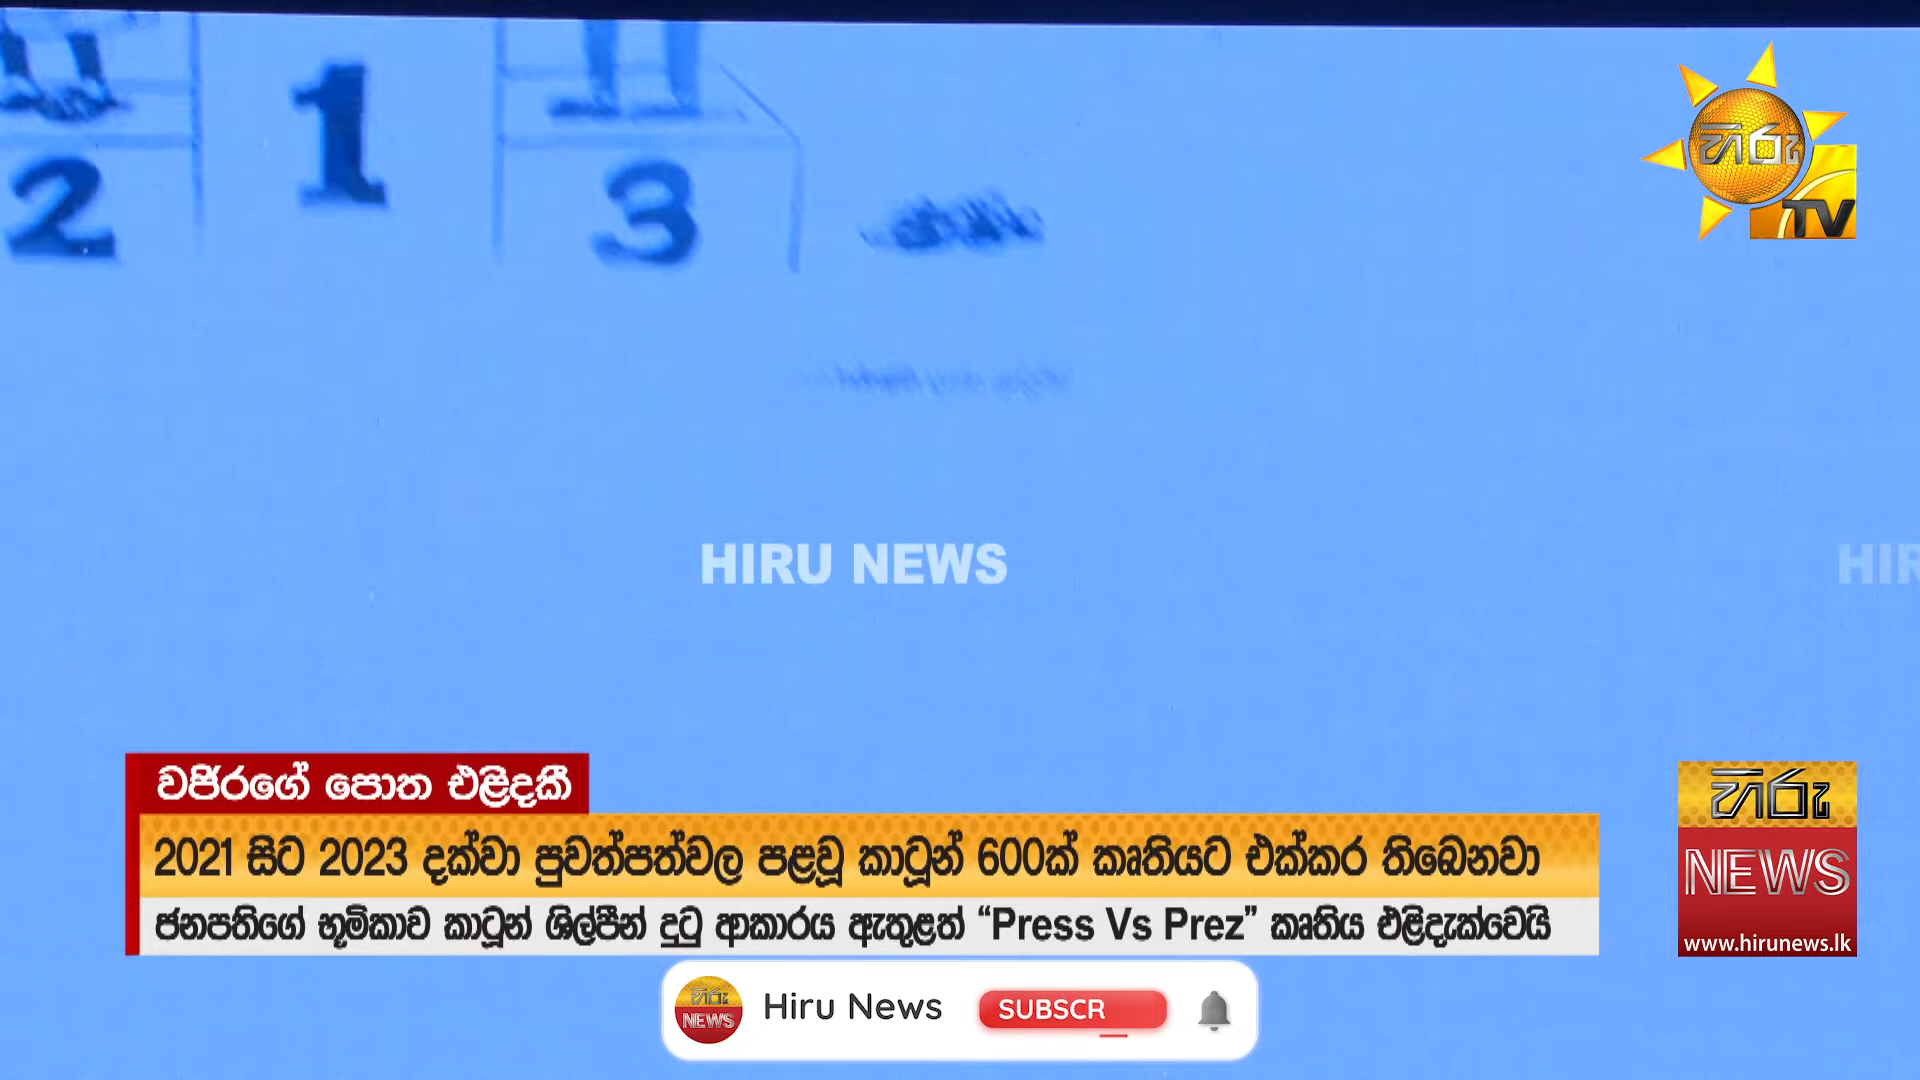 2
1
3
හිරු
TV
HIRU NEWS
HIR
වජිරගේ පොත එළිදකී
2021 සිට 2023 දක්වා පුවත්පත්වල පළවූ කාටූන් 600ක් කෘතියට එක්කර තිබෙනවා
ජනපතිගේ භූමිකාව කාටූන් ශිල්පීන් දුටු ආකාරය ඇතුළත් “Press Vs Prez” කෘතිය එළිදැක්වෙයි
හිරු
NEWS
www.hirunews.lk
හිරු
NEWS
Hiru News
SUBSCR